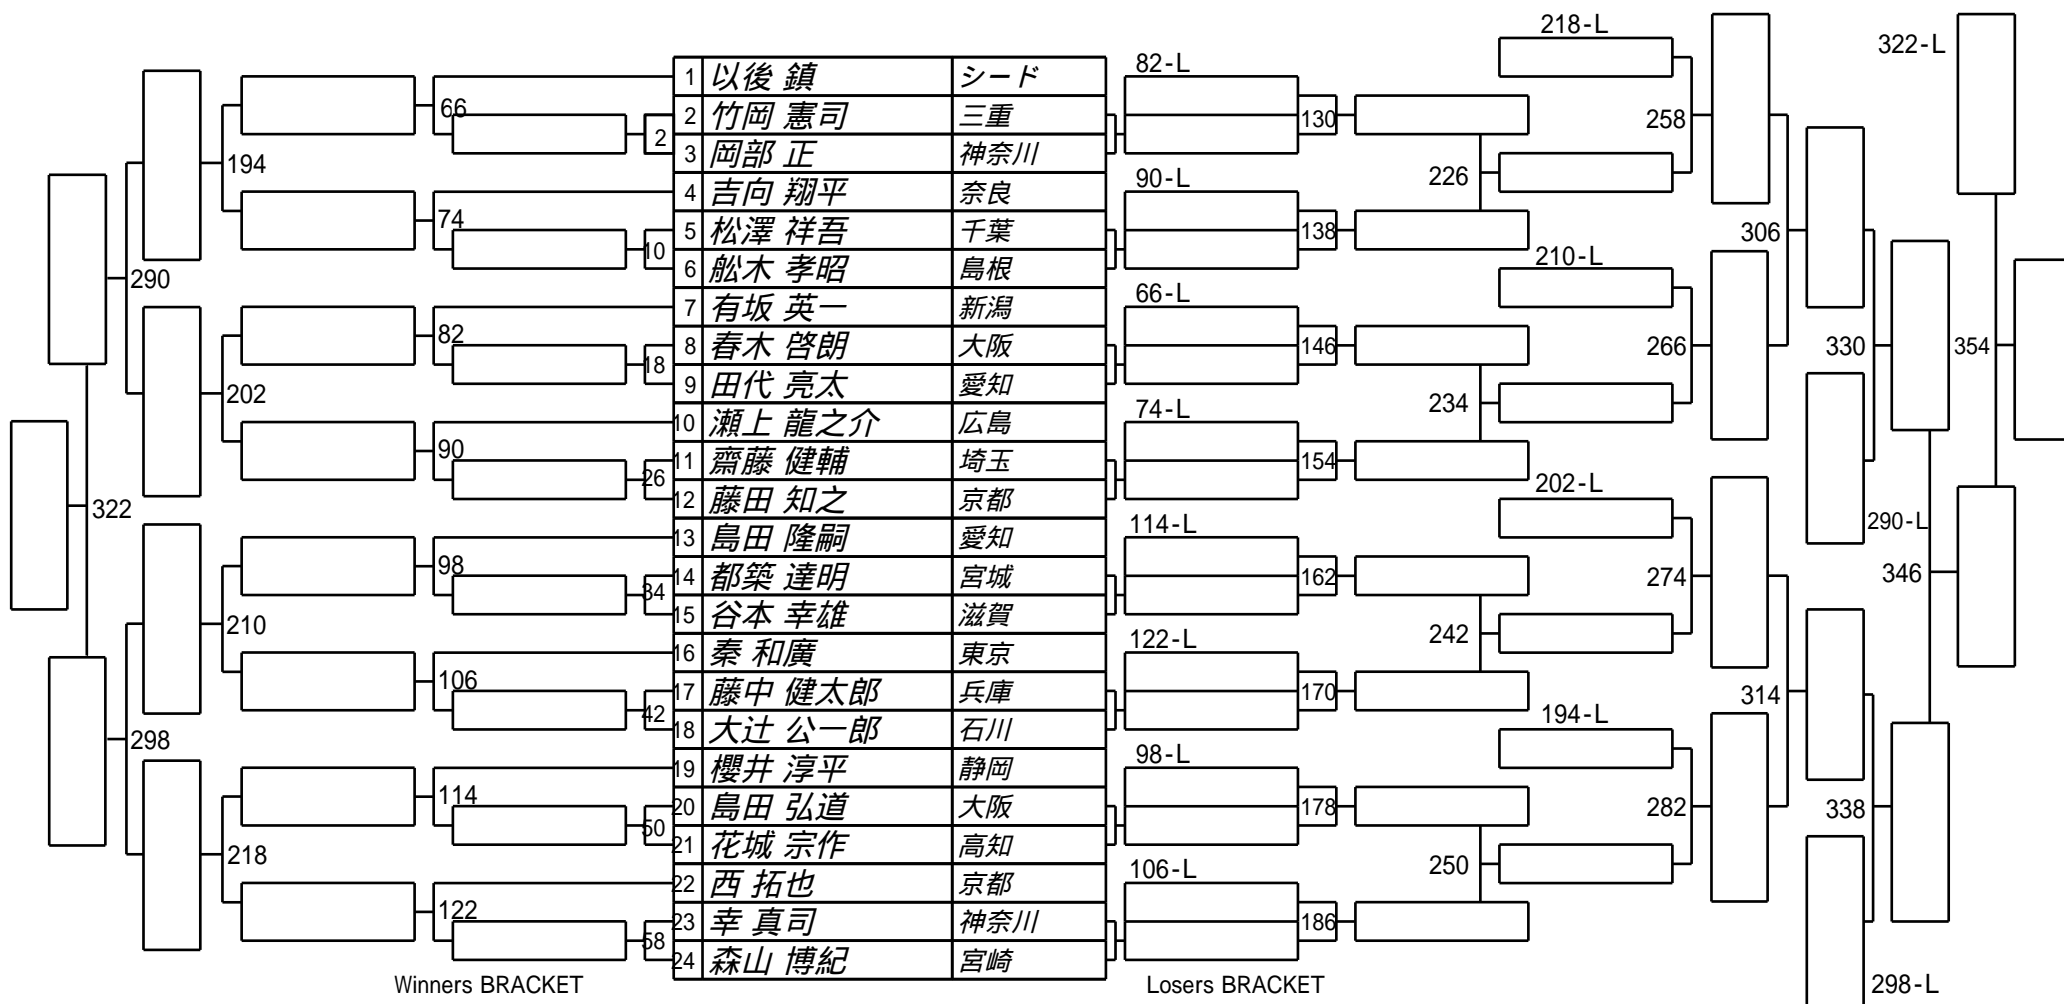 218-L
322-L
1 以後 鎮 シード 82-L
66 2 竹岡 憲司 三重 130 258
2
194 3 岡部 正 神奈川
4 吉向 翔平 奈良 90-L 226
74 5 松澤 祥吾 千葉 138 306
10
290 6 舩木 孝昭 島根 210-L
7 有坂 英一 新潟 66-L
82 8 春木 啓朗 大阪 146 266 330 354
18
202 9 田代 亮太 愛知 234
10 瀬上 龍之介 広島 74-L
90 11 齋藤 健輔 埼玉 154
26
322 12 藤田 知之 京都 202-L
290-L
13 島田 隆嗣 愛知 114-L
98 14 都築 達明 宮城 162 274 346
34
210 15 谷本 幸雄 滋賀 242
16 秦 和廣 東京 122-L
106 17 藤中 健太郎 兵庫 170 314
42
298 18 大辻 公一郎 石川 194-L
19 櫻井 淳平 静岡 98-L
114 20 島田 弘道 大阪 178 282 338
50
218 21 花城 宗作 高知
22 西 拓也 京都 106-L 250
122 23 幸 真司 神奈川 186
58
24 森山 博紀 宮崎
Winners BRACKET Losers BRACKET 298-L